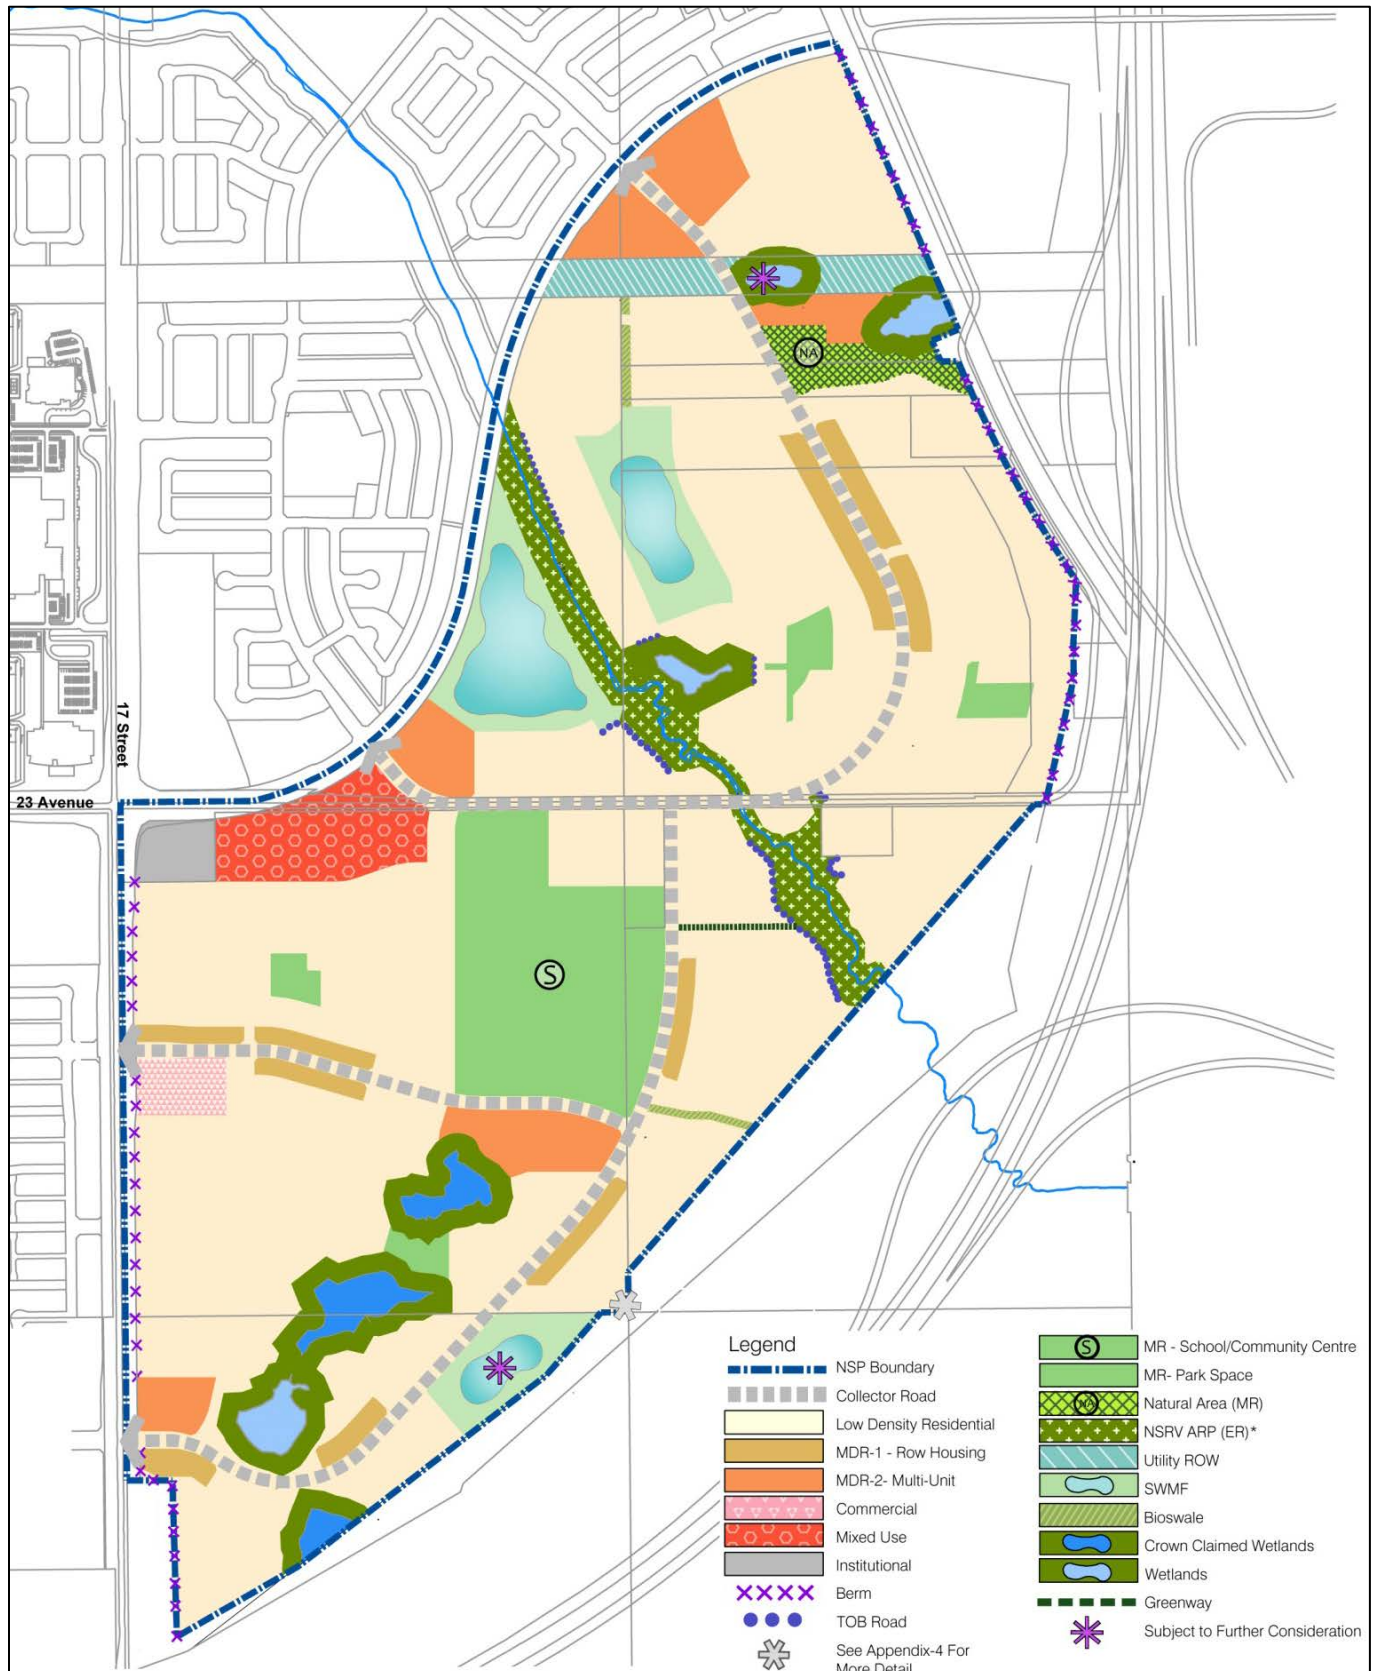 NA
17 Street
23 Avenue
S
Legend
NSP Boundary
Collector Road
Low Density Residential
MDR-1 - Row Housing
MDR-2- Multi-Unit
Commercial
Mixed Use
Institutional
Berm
TOB Road
See Appendix-4 For
More Detail
S
MR - School/Community Centre
MR- Park Space
NA
Natural Area (MR)
NSRV ARP (ER)*
Utility ROW
SWMF
Bioswale
Crown Claimed Wetlands
Wetlands
Greenway
Subject to Further Consideration